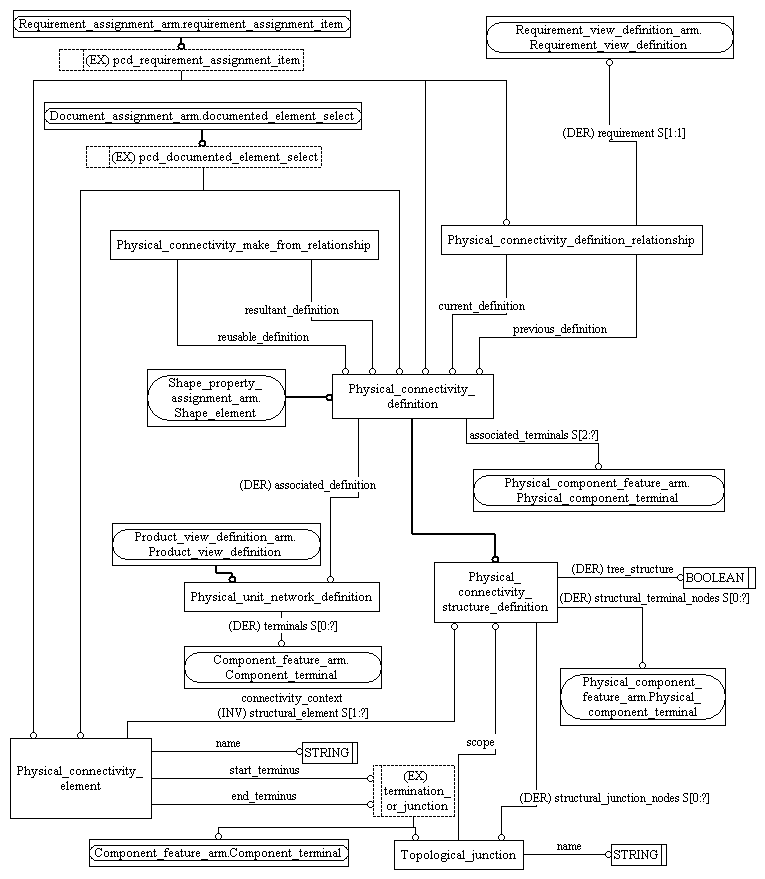 Requirement_assignment_arm.requirement_assignment_item
Requirement_view_definition_arm.
Requirement_view_definition
(EX) pcd_requirement_assignment_item
Document_assignment_arm.documented_element_select
(DER) requirement S[1:1]
(EX) pcd_documented_element_select
Physical_connectivity_make_from_relationship
Physical_connectivity_definition_relationship
resultant_definition
current_definition
reusable_definition
previous_definition
Shape_property_
assignment_arm.
Shape_element
Physical_connectivity_
definition
associated_terminals S[2:?]
(DER) associated_definition
Physical_component_feature_arm.
Physical_component_terminal
Product_view_definition_arm.
Product_view_definition
Physical_unit_network_definition
Physical_
connectivity_
structure_definition
(DER) tree_structure
BOOLEAN
(DER) structural_terminal_nodes S[0:?]
(DER) terminals S[0:?]
Component_feature_arm.
Component_terminal
Physical_component_
feature_arm.Physical_
component_terminal
connectivity_context
(INV) structural_element S[1:?]
Physical_connectivity_
element
name
STRING
scope
start_terminus
end_terminus
(EX)
termination_
or_junction
(DER) structural_junction_nodes S[0:?]
Component_feature_arm.Component_terminal
Topological_junction
name
STRING